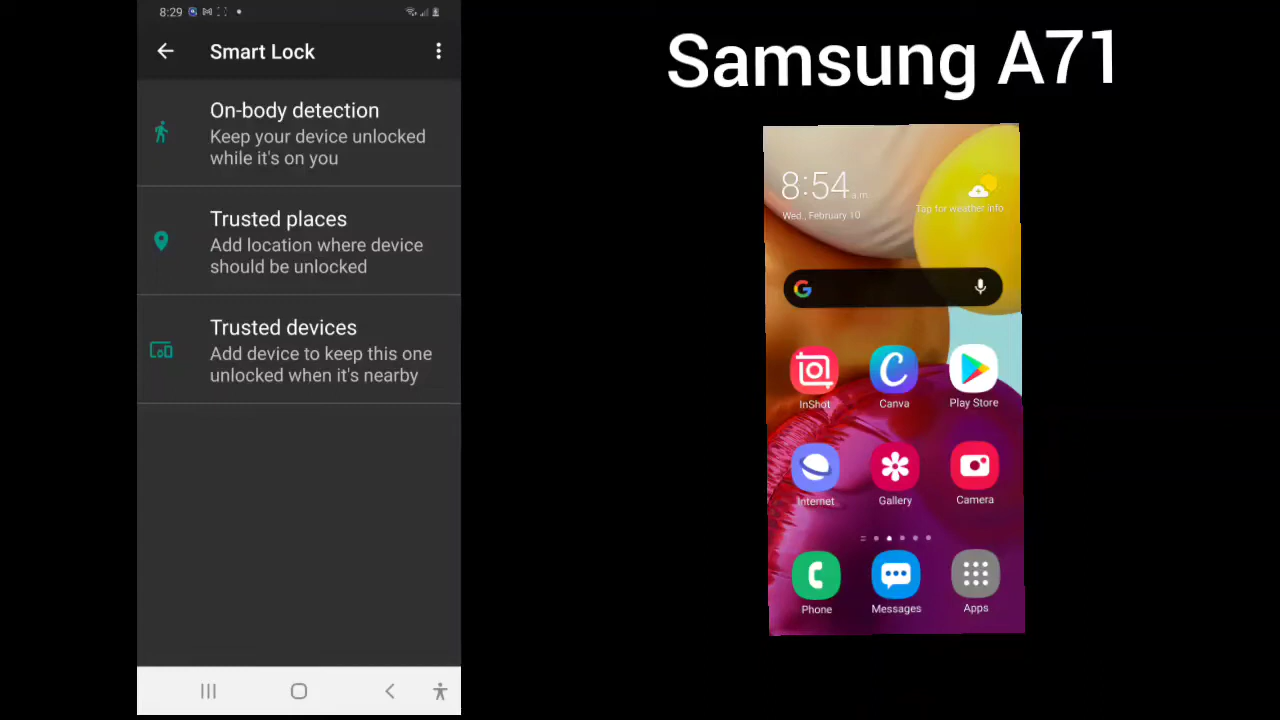 8:29
Smart Lock
On-body detection
Keep your device unlocked
while it's on you
Trusted places
Add location where device
should be unlocked
Trusted devices
Add device to keep this one
unlocked when it's nearby
Samsung A71
8:54 a.m.
Wed., February 10
Tap for weather info
InShot
Canva
Play Store
Internet
Gallery
Camera
Phone
Messages
Apps